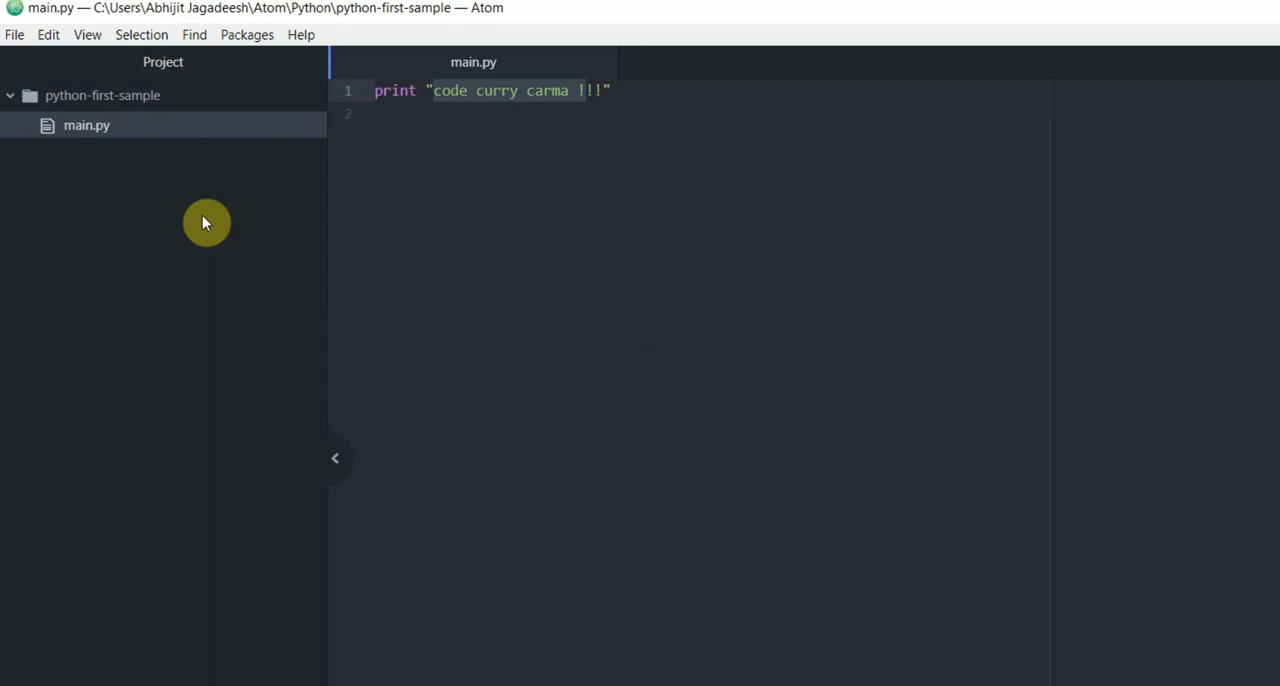 main.py — C:\Users\Abhijit Jagadeesh\Atom\Python\python-first-sample — Atom
File Edit View Selection Find Packages Help
Project
main.py
python-first-sample
main.py
1 print "code curry carma !!!"
2